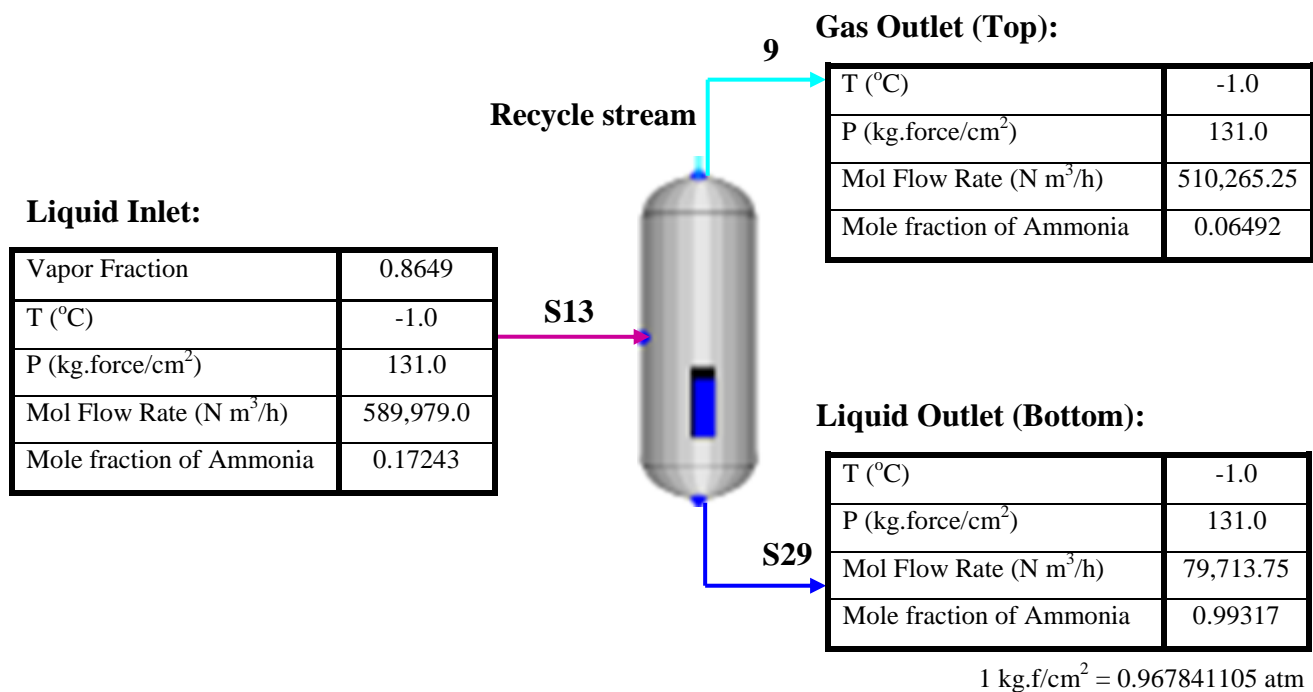 Gas Outlet (Top):
9
T (°C) -1.0
P (kg.force/cm²) 131.0
Mol Flow Rate (N m³/h) 510,265.25
Mole fraction of Ammonia 0.06492
Recycle stream
Liquid Inlet:
Vapor Fraction 0.8649
T (°C) -1.0
P (kg.force/cm²) 131.0
Mol Flow Rate (N m³/h) 589,979.0
Mole fraction of Ammonia 0.17243
S13
Liquid Outlet (Bottom):
T (°C) -1.0
P (kg.force/cm²) 131.0
Mol Flow Rate (N m³/h) 79,713.75
Mole fraction of Ammonia 0.99317
S29
1 kg.f/cm² = 0.967841105 atm